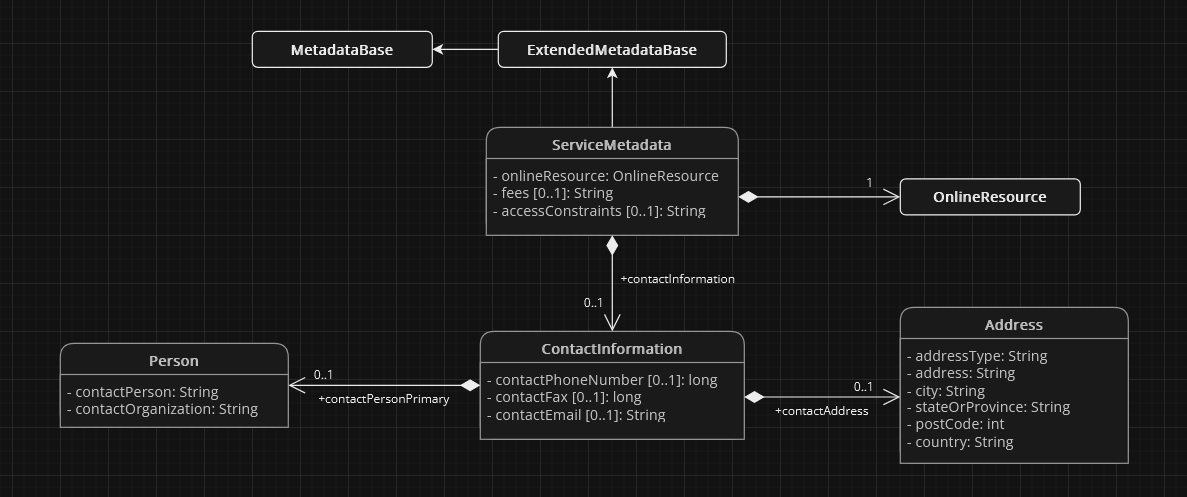 MetadataBase
ExtendedMetadataBase
ServiceMetadata
- onlineResource: OnlineResource
- fees [0..1]: String
- accessConstraints [0..1]: String
1
OnlineResource
+contactInformation
0..1
Person
- contactPerson: String
- contactOrganization: String
0..1
+contactPersonPrimary
ContactInformation
- contactPhoneNumber [0..1]: long
- contactFax [0..1]: long
- contactEmail [0..1]: String
0..1
+contactAddress
Address
- addressType: String
- address: String
- city: String
- stateOrProvince: String
- postCode: int
- country: String